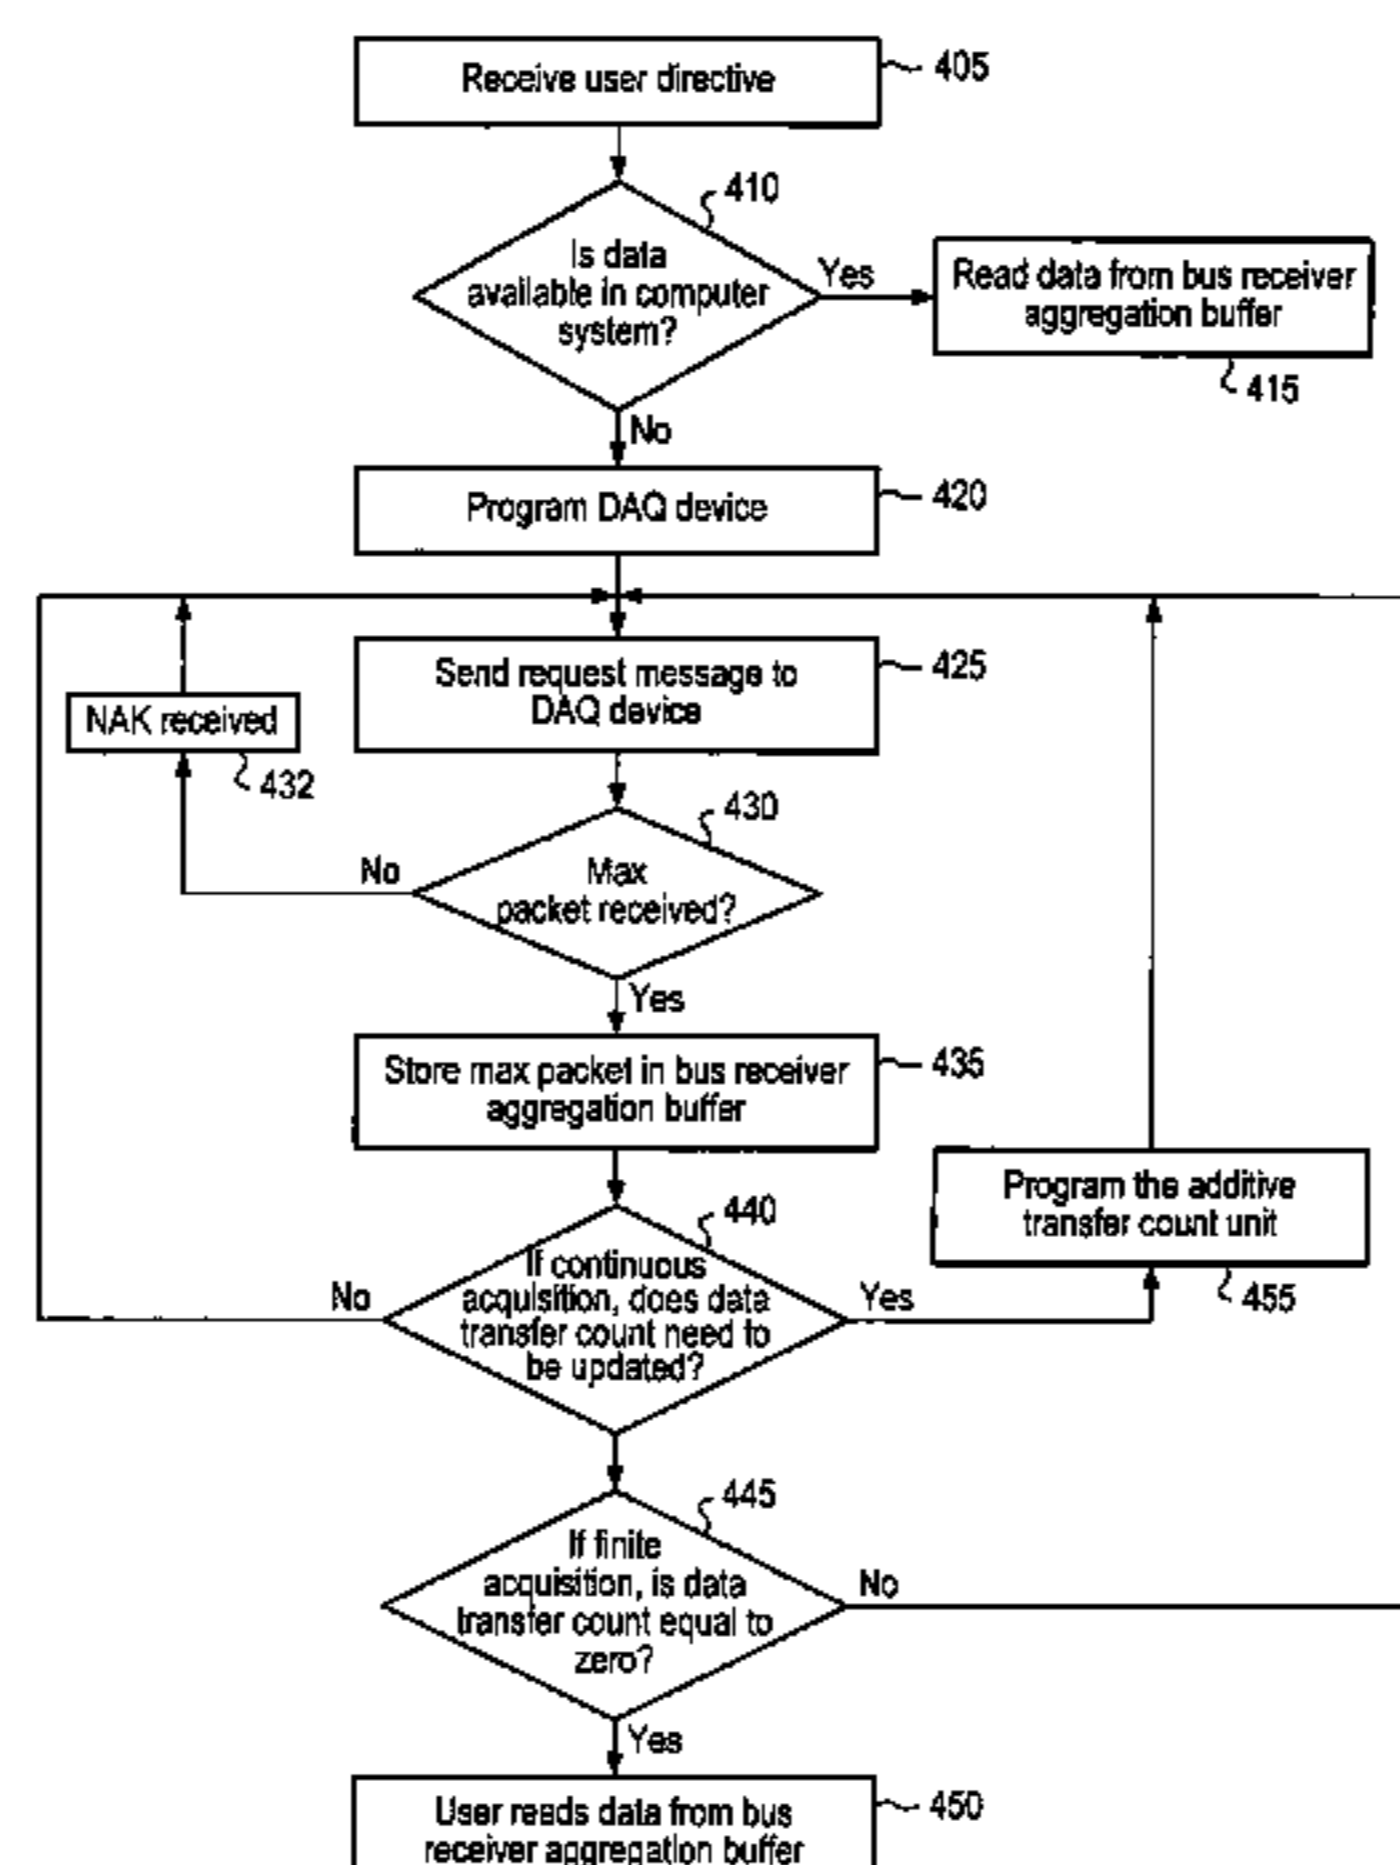 Receive user directive
405
410
Is data
available in computer
system?
Yes
Read data from bus receiver
aggregation buffer
415
No
Program DAQ device
420
Send request message to
DAQ device
425
NAK received
432
430
Max
packet received?
No
Yes
Store max packet in bus receiver
aggregation buffer
435
440
If continuous
acquisition, does data
transfer count need to
be updated?
No
Yes
Program the additive
transfer count unit
455
445
If finite
acquisition, is data
transfer count equal to
zero?
No
Yes
User reads data from bus
receiver aggregation buffer
450